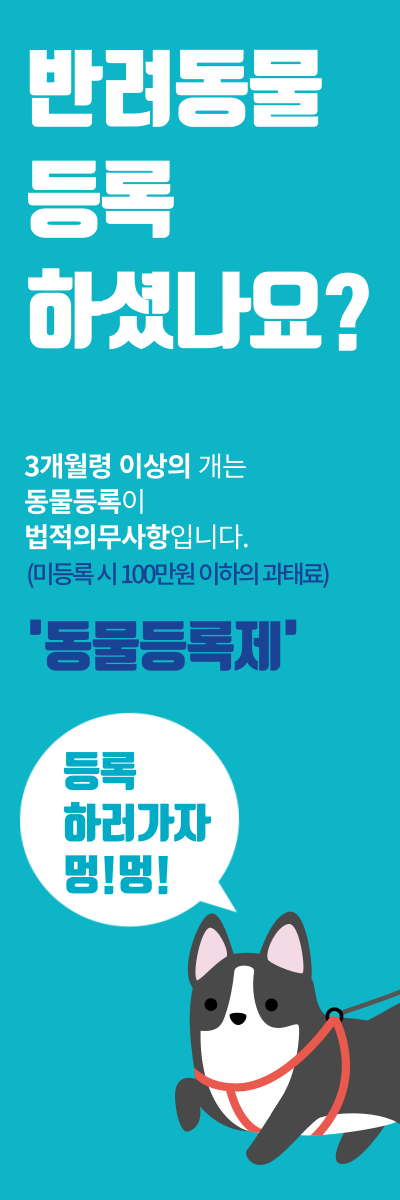 반려동물
등록
하셨나요?
3개월령 이상의 개는
동물등록이
법적의무사항입니다.
(미등록 시 100만원 이하의 과태료)
'동물등록제'
등록
하러가자
멍!멍!